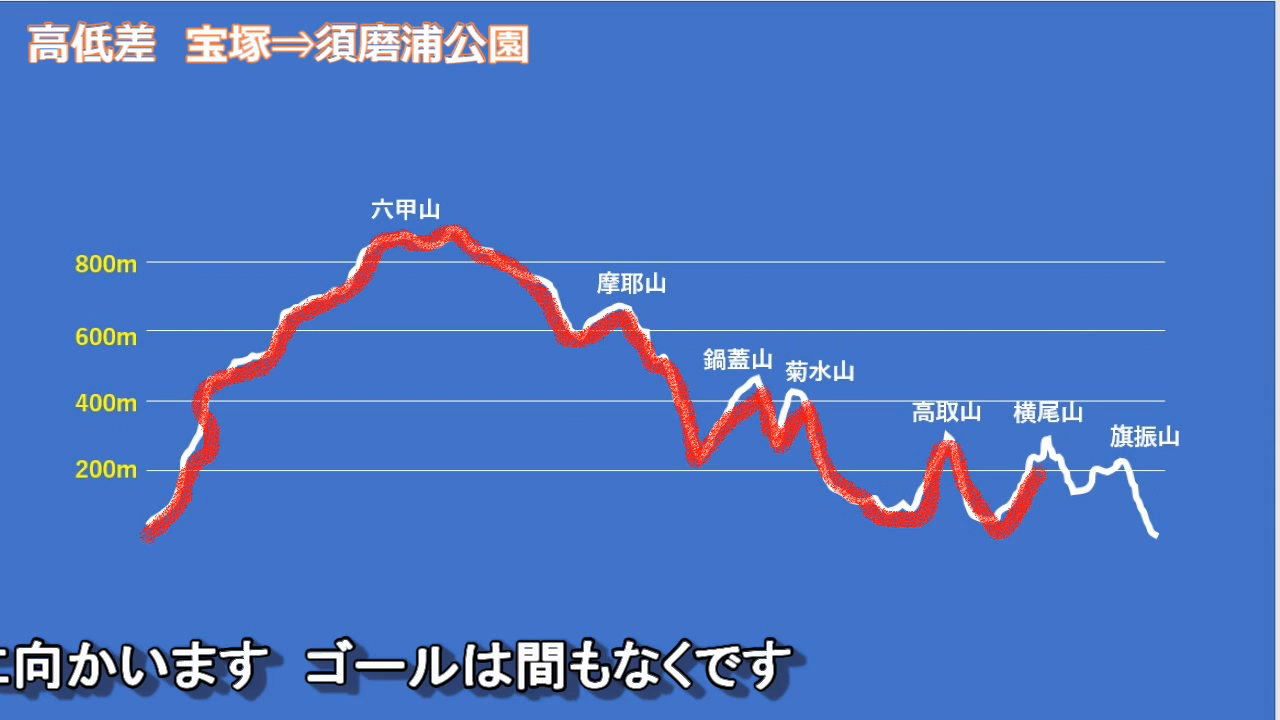 高低差 宝塚⇒須磨浦公園
六甲山
800m
摩耶山
600m
鍋蓋山
菊水山
400m
高取山
横尾山
旗振山
200m
に向かいます ゴールは間もなくです